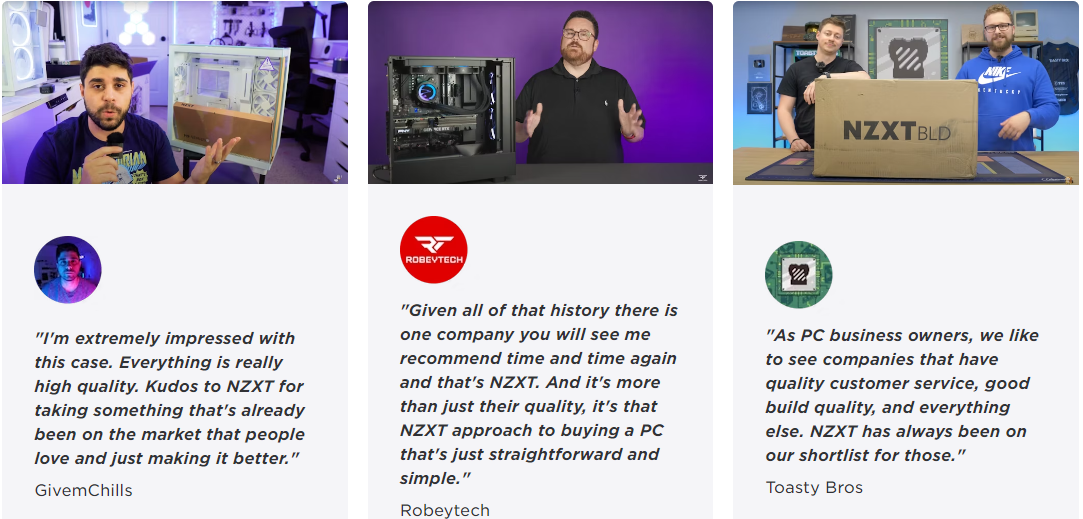 NZXT BLD
TOASTY
NIKE
ROBEYTECH
"I'm extremely impressed with
this case. Everything is really
high quality. Kudos to NZXT for
taking something that's already
been on the market that people
love and just making it better."
GivemChills
"Given all of that history there is
one company you will see me
recommend time and time again
and that's NZXT. And it's more
than just their quality, it's that
NZXT approach to buying a PC
that's just straightforward and
simple."
Robeytech
"As PC business owners, we like
to see companies that have
quality customer service, good
build quality, and everything
else. NZXT has always been on
our shortlist for those."
Toasty Bros